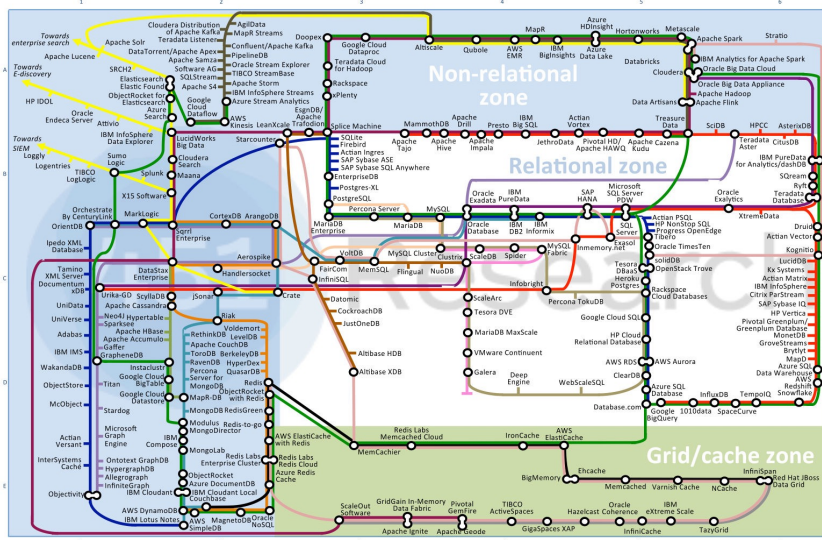 1
2
3
4
5
6
A
B
C
D
E
Towards
enterprise search
Towards
E-discovery
Towards
SIEM
Non-relational
zone
Relational zone
Grid/cache zone
Research
Cloudera Distribution
of Apache Kafka
Teradata Listener
Apache Solr
DataTorrent/Apache Apex
Apache Samza
Apache Lucene
Software AG
SRCH2
SQLStream
Apache S4
Elasticsearch
Elastic Found
ObjectRocket for
Elasticsearch
Azure
Search
Google
Cloud
Dataflow
HP IDOL
Oracle
Endeca Server
Attivio
IBM InfoSphere
Data Explorer
Loggly
Logentries
Sumo
Logic
TIBCO
LogLogic
Splunk
X15 Software
LucidWorks
Big Data
Cloudera
Search
Maana
AgilData
MapR Streams
Confluent/Apache Kafka
PipelineDB
Oracle Stream Explorer
TIBCO StreamBase
Apache Storm
IBM InfoSphere Streams
Azure Stream Analytics
AWS
Kinesis
LeanXcale
EsgnDB/
Apache
Trafodion
Starcounter
Splice Machine
Doopex
Google Cloud
Dataproc
Teradata Cloud
for Hadoop
Rackspace
xPlenty
Altiscale
Qubole
MapR
AWS
EMR
IBM
BigInsights
Azure
HDInsight
Azure
Data Lake
Hortonworks
Metascale
Apache Spark
Stratio
IBM Analytics for Apache Spark
Databricks
Oracle Big Data Cloud
Cloudera
Oracle Big Data Appliance
Apache Hadoop
Data Artisans
Apache Flink
Treasure
Data
SQLite
Firebird
Action Ingres
SAP Sybase ASE
SAP Sybase SQL Anywhere
EnterpriseDB
Postgres-XL
PostgreSQL
Percona Server
MySQL
MariaDB
Enterprise
MariaDB
Apache
Tajo
Apache
Hive
Apache
Drill
Apache
Impala
Presto
IBM
Big SQL
JethroData
Action
Vortex
Pivotal HD/
Apache HAWQ
Apache
Kudu
Cazena
SciDB
HPCC
AsterixDB
Teradata
Aster
CitusDB
IBM PureData
for Analytics/dashDB
SQream
Ryft
Teradata
Database
Oracle
Exadata
Oracle
Database
IBM
PureData
IBM
DB2
Informix
SAP
HANA
Microsoft
SQL Server
PDW
SQL
Server
Oracle
Exalytics
XtremeData
Exasol
Inmemory.net
Actian PSQL
HP NonStop SQL
Progress OpenEdge
Tibero
Oracle TimesTen
solidDB
OpenStack Trove
Tesora
DBaaS
Heroku
Postgres
Rackspace
Cloud Databases
Google Cloud SQL
HP Cloud
Relational Database
AWS RDS
AWS Aurora
ClearDB
Azure SQL
Database
Database.com
Google
BigQuery
1010data
InfluxDB
SpaceCurve
TempoIQ
AWS
Redshift
Snowflake
Druid
Actian Vector
Kognitio
LucidDB
Kx Systems
Actian Matrix
IBM InfoSphere
Citrix ParStream
SAP Sybase IQ
HP Vertica
Pivotal Greenplum/
Greenplum Database
MonetDB
GroveStreams
Brytlyt
MapD
Azure SQL
Data Warehouse
Orchestrate
By CenturyLink
OrientDB
MarkLogic
Sqrrl
Enterprise
CortexDB
ArangoDB
Ipedo XML
Database
Tamino
XML Server
Documentum
xDB
DataStax
Enterprise
Aerospike
Handlersocket
Urika-GD
ScyllaDB
Apache Cassandra
jSonar
Crate
UniData
UniVerse
Adabas
IBM IMS
WakandaDB
ObjectStore
McObject
Actian
Versant
InterSystems
Caché
Objectivity
Neo4J
Sparksee
Hypertable
Apache HBase
Apache Accumulo
Gaffer
GrapheneDB
Titan
Stardog
Microsoft
Graph
Engine
Ontotext GraphDB
HypergraphDB
Allegrograph
InfiniteGraph
Instaclustr
Google Cloud
BigTable
Google Cloud
Datastore
MapR-DB
Riak
Voldemort
LevelDB
RethinkDB
Apache CouchDB
ToroDB
BerkeleyDB
RavenDB
HyperDex
Percona
Server for
MongoDB
QuasarDB
Redis
ObjectRocket
with Redis
MongoDB
RedisGreen
Modulus
MongoDirector
Redis-to-go
IBM
Compose
AWS ElastiCache
with Redis
MongoLab
Redis Labs
Enterprise Cluster
Redis Labs
Redis Cloud
ObjectRocket
Azure Redis
Cache
Azure DocumentDB
IBM Cloudant
IBM Cloudant Local
Couchbase
AWS DynamoDB
IBM Lotus Notes
AWS
SimpleDB
MagnetoDB
Oracle
NoSQL
VoltDB
FairCom
InfiniSQL
MemSQL
MySQL Cluster
Clustrix
Flingual
NuoDB
ScaleDB
Spider
MySQL
Fabric
Infobright
Percona TokuDB
Datomic
CockroachDB
JustOneDB
Altibase HDB
Altibase XDB
ScaleArc
Tesora DVE
MariaDB MaxScale
VMware Continuent
Galera
Deep
Engine
WebScaleSQL
MemCachier
Redis Labs
Memcached Cloud
IronCache
AWS
ElastiCache
BigMemory
Ehcache
Memcached
Varnish Cache
NCache
InfiniSpan
Red Hat JBoss
Data Grid
ScaleOut
Software
GridGain In-Memory
Data Fabric
Apache Ignite
Pivotal
GemFire
Apache Geode
TIBCO
ActiveSpaces
GigaSpaces XAP
Hazelcast
Oracle
Coherence
InfiniCache
IBM
eXtreme Scale
TazyGrid